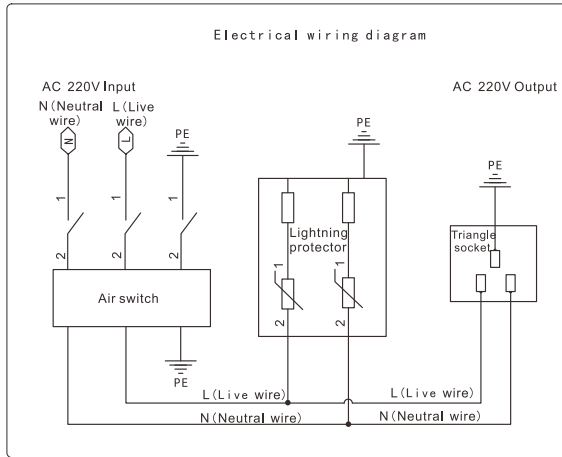 Electrical wiring diagram
AC 220V Input
N(Neutral
wire)
L(Live
wire)
N
L
PE
1
1
1
2
2
2
Air switch
PE
PE
Lightning
protector
1
2
1
2
AC 220V Output
PE
Triangle
socket
L(Live wire)
L(Live wire)
N(Neutral wire)
N(Neutral wire)